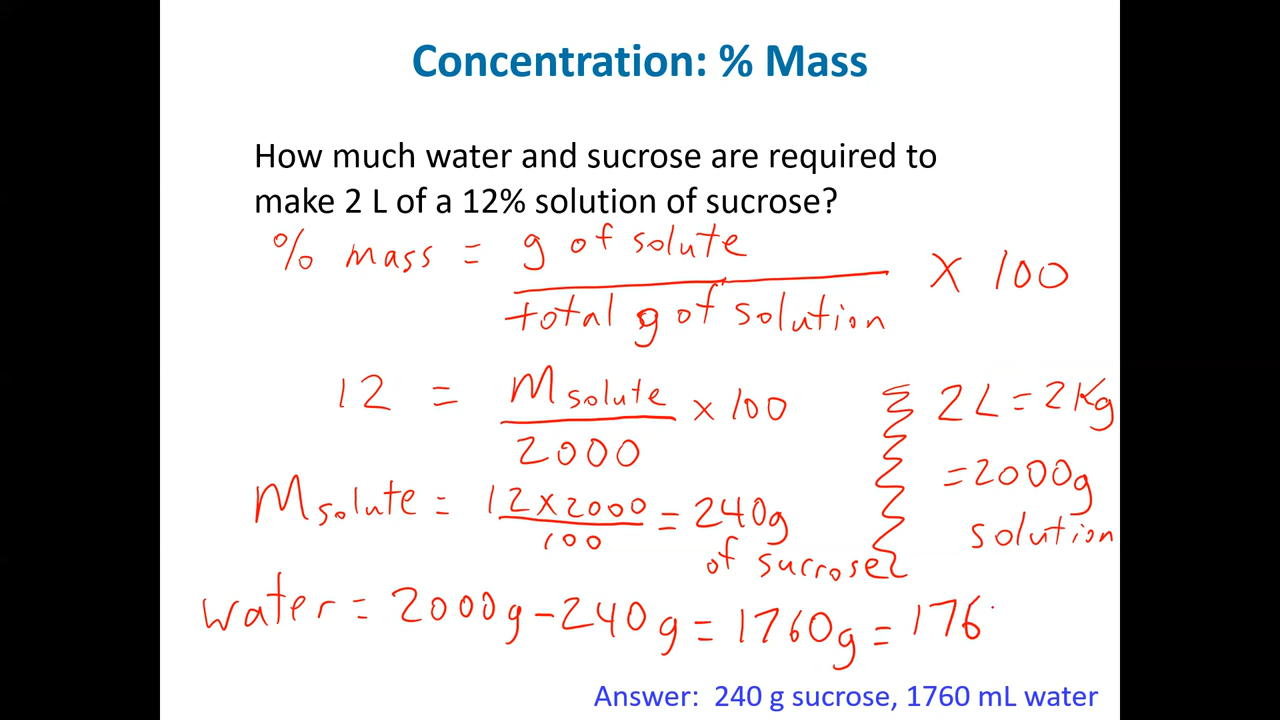 Concentration: % Mass
How much water and sucrose are required to
make 2 L of a 12% solution of sucrose?
% mass = g of solute
total g of solution
x 100
12 = Msolute
2000
x 100
Msolute = 12 x 2000
100
= 240g
of sucrose
2L = 2Kg
= 2000g
solution
water = 2000g - 240g = 1760g = 176
Answer: 240 g sucrose, 1760 mL water